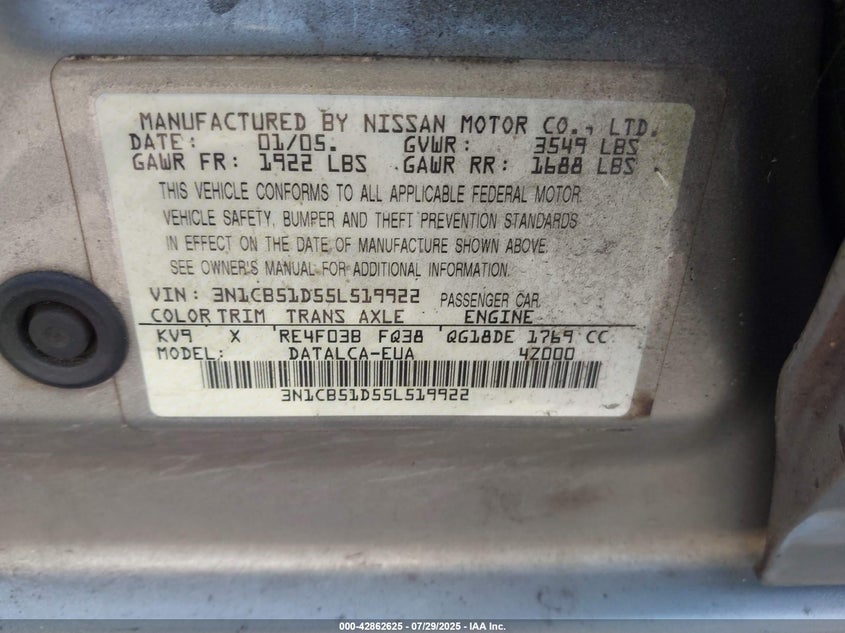 MANUFACTURED BY NISSAN MOTOR CO., LTD.
DATE: 01/05. GVWR: 3549 LBS
GAWR FR: 1922 LBS GAWR RR: 1688 LBS
THIS VEHICLE CONFORMS TO ALL APPLICABLE FEDERAL MOTOR
VEHICLE SAFETY, BUMPER AND THEFT PREVENTION STANDARDS
IN EFFECT ON THE DATE OF MANUFACTURE SHOWN ABOVE.
SEE OWNER'S MANUAL FOR ADDITIONAL INFORMATION.
VIN: 3N1CB51D55L519922 PASSENGER CAR
COLOR TRIM TRANS AXLE ENGINE
KV9 X RE4F03B FQ38 QG18DE 1769 CC
MODEL: DATALCA-EUA 4Z000
3N1CB51D55L519922
000-42862625 | 07/29/2025 - IAA Inc.